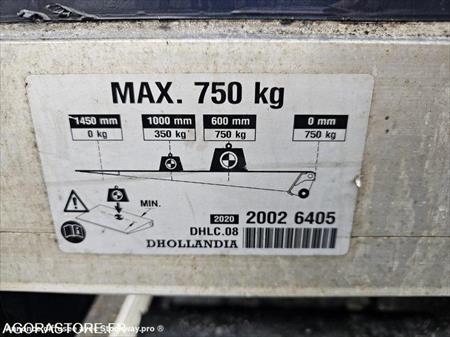 MAX. 750 kg
1450 mm 1000 mm 600 mm 0 mm
0 kg 350 kg 750 kg 750 kg
MIN.
2020 2002 6405
DHLC.08
DHOLLANDIA
AGORASTORE.FR